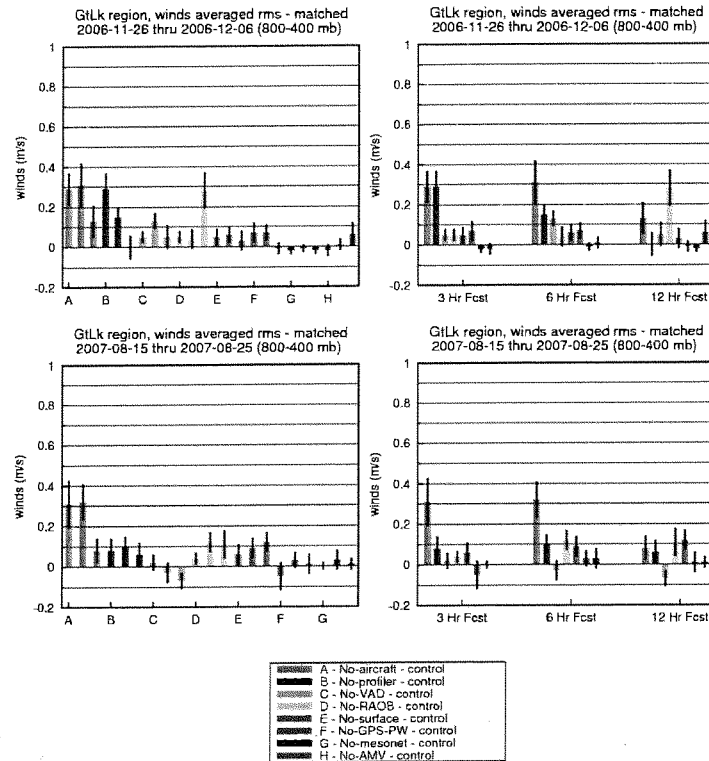 GtLk region, winds averaged rms - matched
2006-11-26 thru 2006-12-06 (800-400 mb)
winds (m/s)
1
0.8
0.6
0.4
0.2
0
-0.2
A B C D E F G H
GtLk region, winds averaged rms - matched
2006-11-26 thru 2006-12-06 (800-400 mb)
winds (m/s)
1
0.8
0.6
0.4
0.2
0
-0.2
3 Hr Fcst 6 Hr Fcst 12 Hr Fcst
GtLk region, winds averaged rms - matched
2007-08-15 thru 2007-08-25 (800-400 mb)
winds (m/s)
1
0.8
0.6
0.4
0.2
0
-0.2
A B C D E F G
GtLk region, winds averaged rms - matched
2007-08-15 thru 2007-08-25 (800-400 mb)
winds (m/s)
1
0.8
0.6
0.4
0.2
0
-0.2
3 Hr Fcst 6 Hr Fcst 12 Hr Fcst
A - No-aircraft - control
B - No-profiler - control
C - No-VAD - control
D - No-RAOB - control
E - No-surface - control
F - No-GPS-PW - control
G - No-mesonet - control
H - No-AMV - control